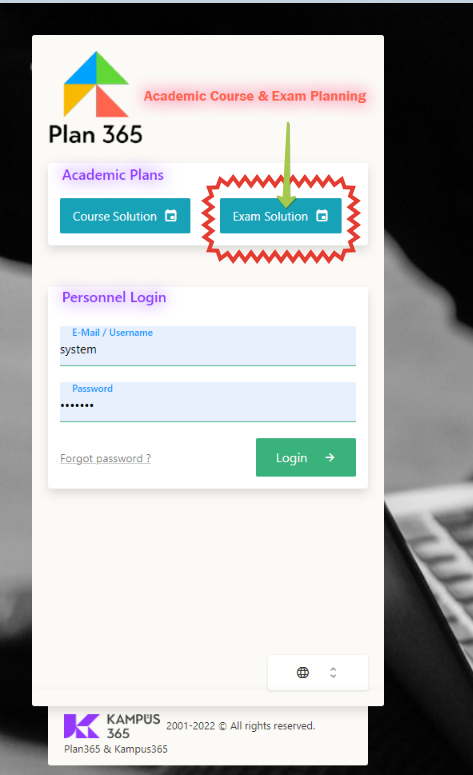 Academic Course & Exam Planning
Plan 365
Academic Plans
Course Solution
Exam Solution
Personnel Login
E-Mail / Username
system
Password
•••••••
Forgot password ?
Login
KAMPUS
365
2001-2022 © All rights reserved.
Plan365 & Kampus365